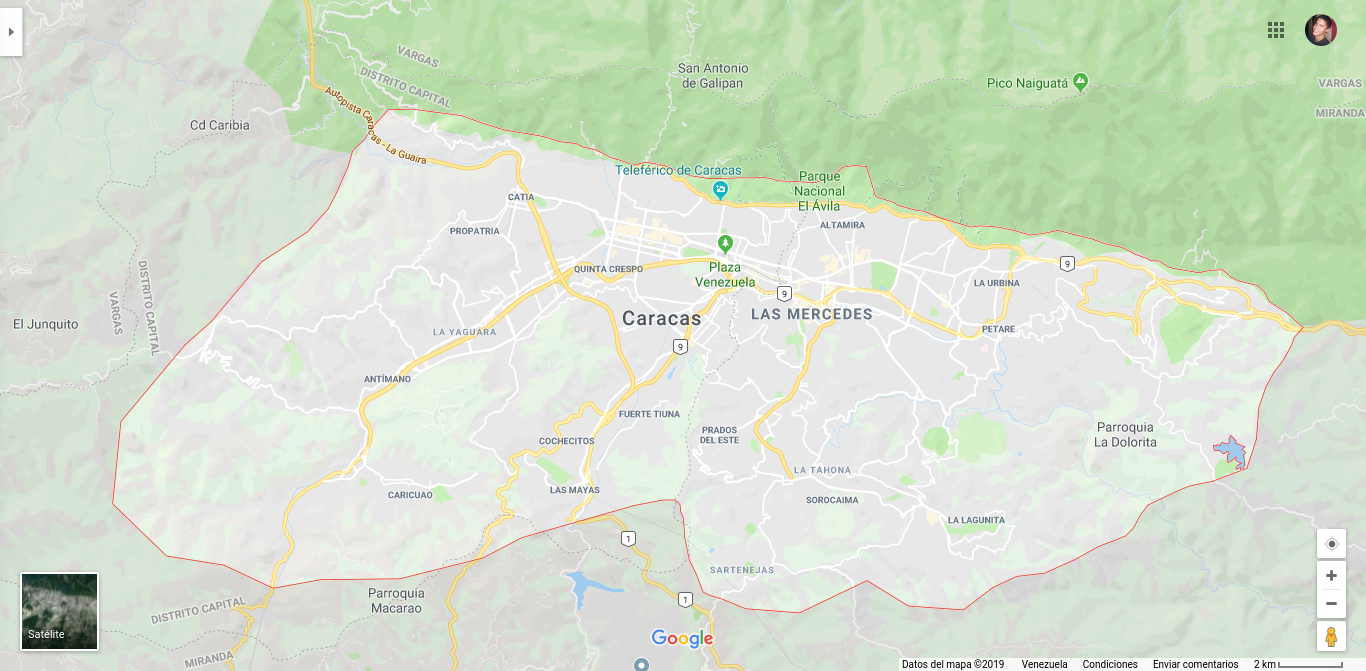 VARGAS
DISTRITO CAPITAL
San Antonio
de Galipan
Pico Naiguatá
VARGAS
MIRANDA
Autopista Caracas - La Guaira
Cd Caribia
Teleférico de Caracas
Parque
Nacional
El Ávila
CATIA
PROPATRIA
ALTAMIRA
QUINTA CRESPO
Plaza
Venezuela
9
9
LA URBINA
DISTRITO CAPITAL
VARGAS
El Junquito
LA YAGUARA
Caracas
LAS MERCEDES
PETARE
9
ANTÍMANO
FUERTE TIUNA
PRADOS
DEL ESTE
COCHECITOS
Parroquia
La Dolorita
LA TAHONA
CARICUAO
LAS MAYAS
SOROCAIMA
LA LAGUNITA
1
SARTENEJAS
Parroquia
Macarao
1
DISTRITO CAPITAL
MIRANDA
Satélite
Google
Datos del mapa ©2019 Venezuela Condiciones Enviar comentarios 2 km